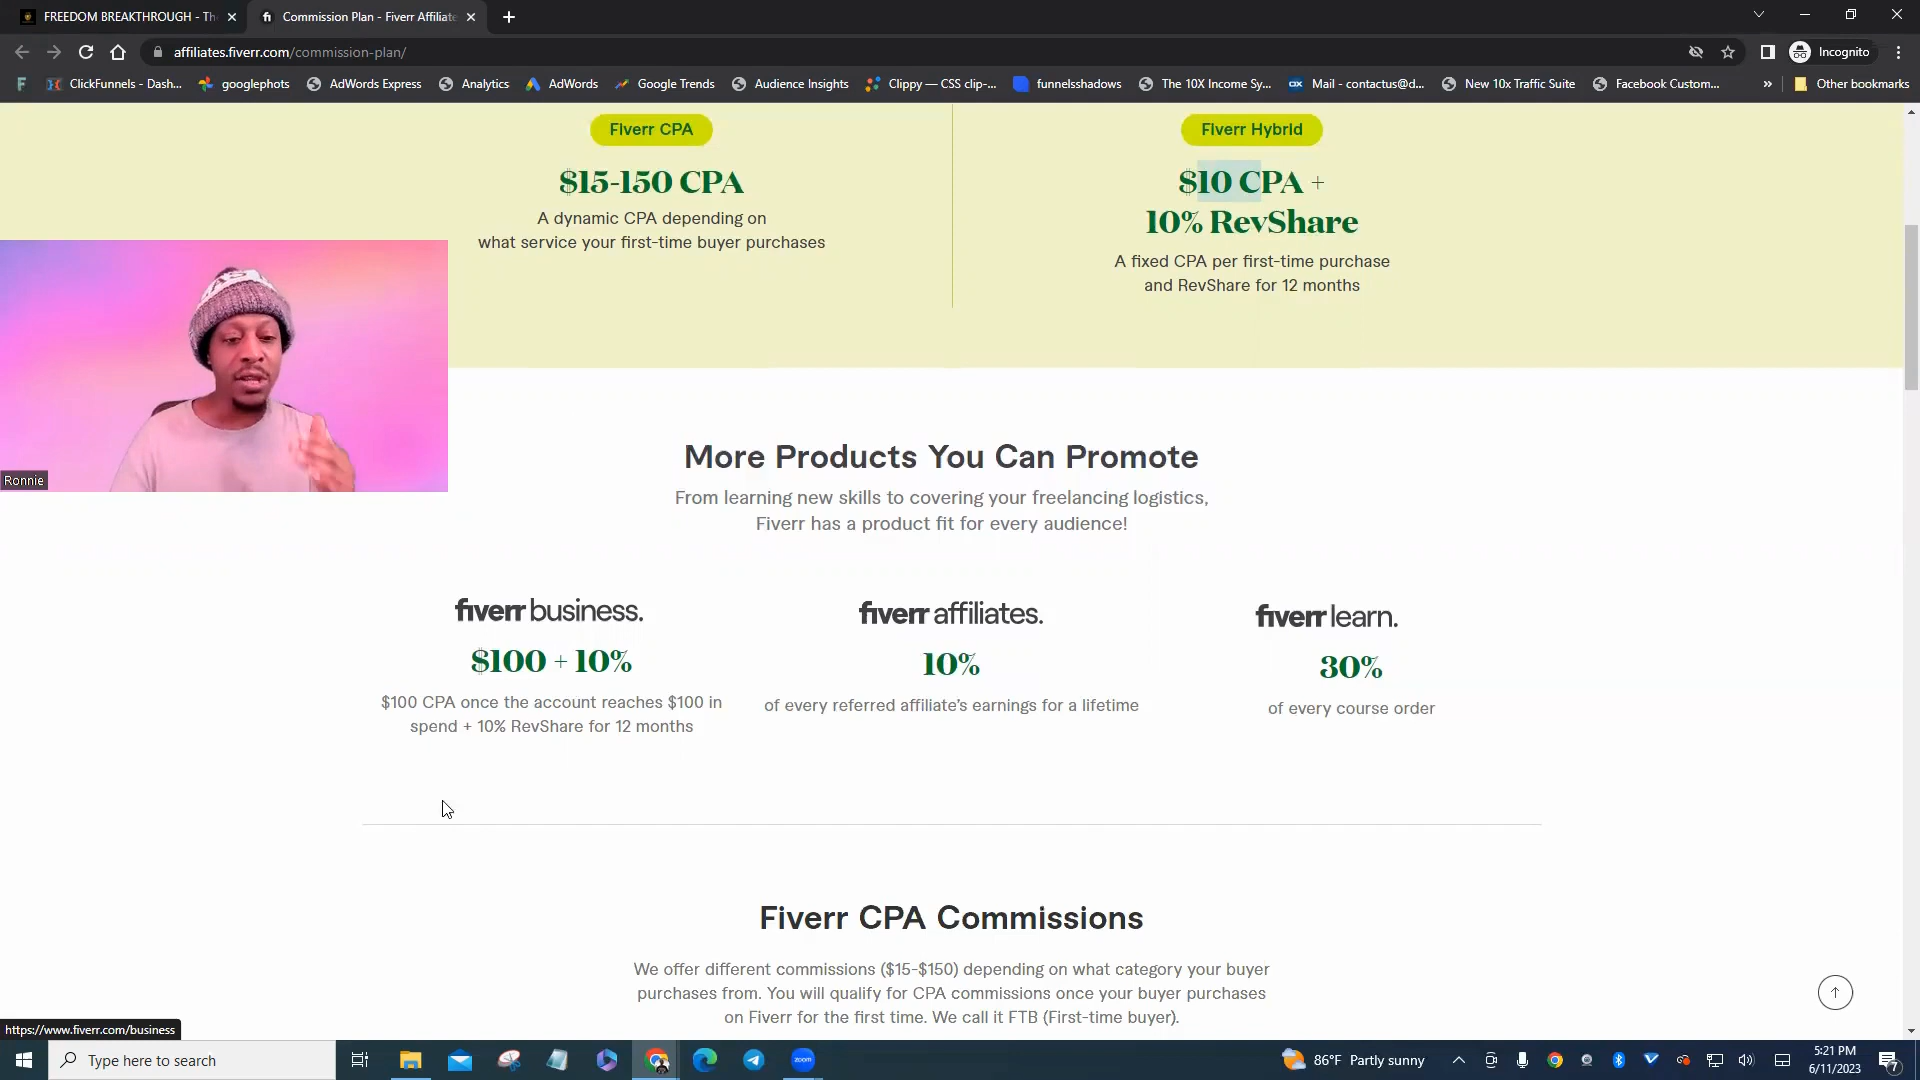 FREEDOM BREAKTHROUGH - Th
Commission Plan - Fiverr Affiliate
affiliates.fiverr.com/commission-plan/
Incognito
ClickFunnels - Dash...
googlephots
AdWords Express
Analytics
AdWords
Google Trends
Audience Insights
Clippy — CSS clip-...
funnelsshadows
The 10X Income Sy...
Mail - contactus@d...
New 10x Traffic Suite
Facebook Custom...
Other bookmarks
Fiverr CPA
$15-150 CPA
A dynamic CPA depending on
what service your first-time buyer purchases
Fiverr Hybrid
$10 CPA +
10% RevShare
A fixed CPA per first-time purchase
and RevShare for 12 months
Ronnie
More Products You Can Promote
From learning new skills to covering your freelancing logistics,
Fiverr has a product fit for every audience!
fiverr business.
$100 + 10%
$100 CPA once the account reaches $100 in
spend + 10% RevShare for 12 months
fiverr affiliates.
10%
of every referred affiliate's earnings for a lifetime
fiverr learn.
30%
of every course order
Fiverr CPA Commissions
We offer different commissions ($15-$150) depending on what category your buyer
purchases from. You will qualify for CPA commissions once your buyer purchases
on Fiverr for the first time. We call it FTB (First-time buyer).
https://www.fiverr.com/business
Type here to search
zoom
86°F Partly sunny
5:21 PM
6/11/2023
7